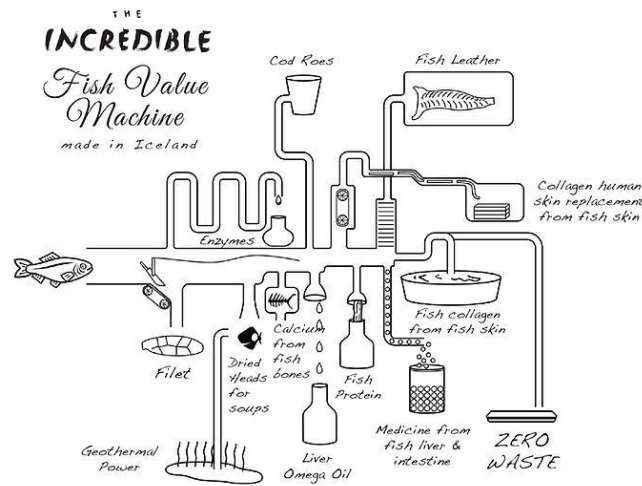 THE
INCREDIBLE
Fish Value
Machine
made in Iceland
Cod Roes
Fish Leather
Collagen human
skin replacement
from fish skin
Enzymes
Fish collagen
from fish skin
Filet
Dried
Heads
for
soups
Calcium
from
fish
bones
Fish
Protein
Geothermal
Power
Liver
Omega Oil
Medicine from
fish liver &
intestine
ZERO
WASTE